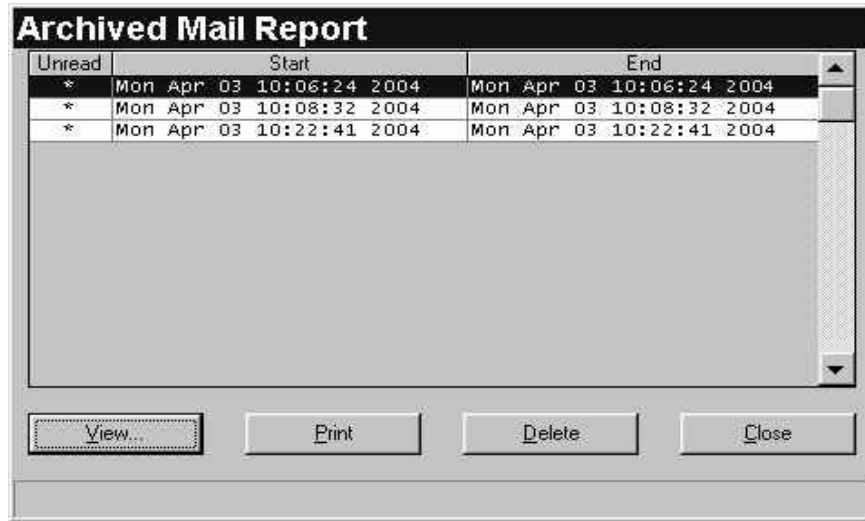 Archived Mail Report
Unread Start End
* Mon Apr 03 10:06:24 2004 Mon Apr 03 10:06:24 2004
* Mon Apr 03 10:08:32 2004 Mon Apr 03 10:08:32 2004
* Mon Apr 03 10:22:41 2004 Mon Apr 03 10:22:41 2004
View... Print Delete Close